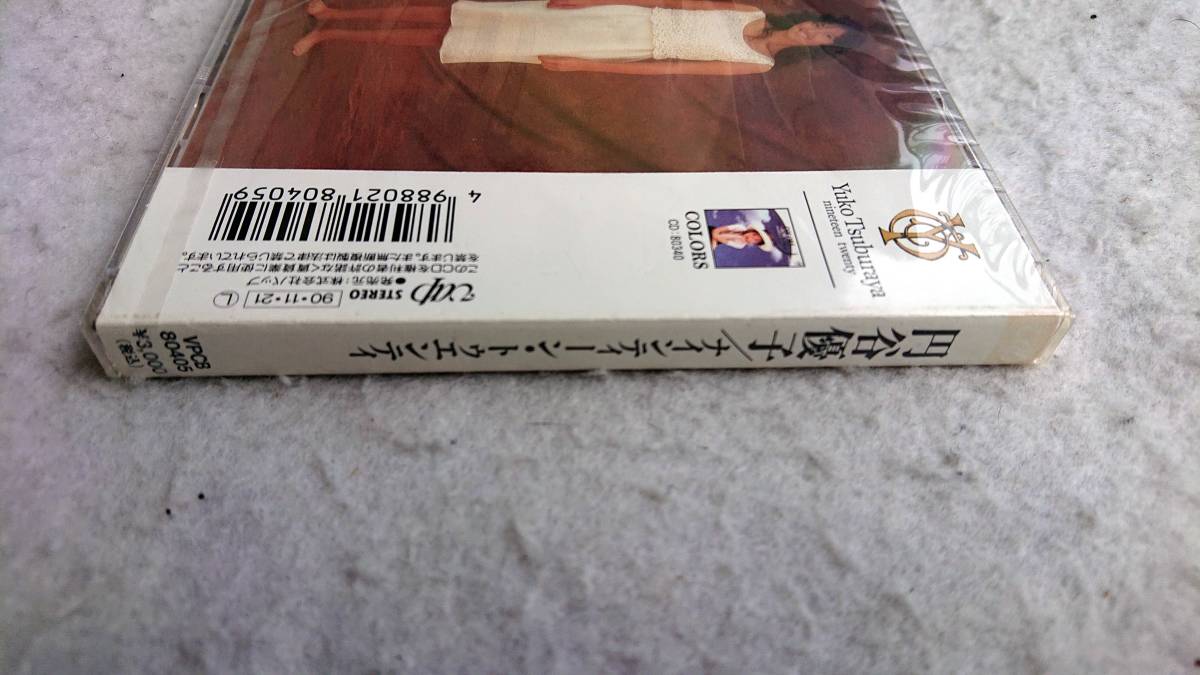 Yuko Tsuburaya
nineteen twenty
COLORS
CD-80340
4 988021 804059
このCDを権利者の許諾なく賃貸業に使用すること
を禁じます。また無断複製は法律で禁じられています。
●発売元:株式会社バップ
vap STEREO 90・11・21 L
円谷優子/ナインティーン・トゥエンティ
VPCB
80405
¥3,000
(税込)